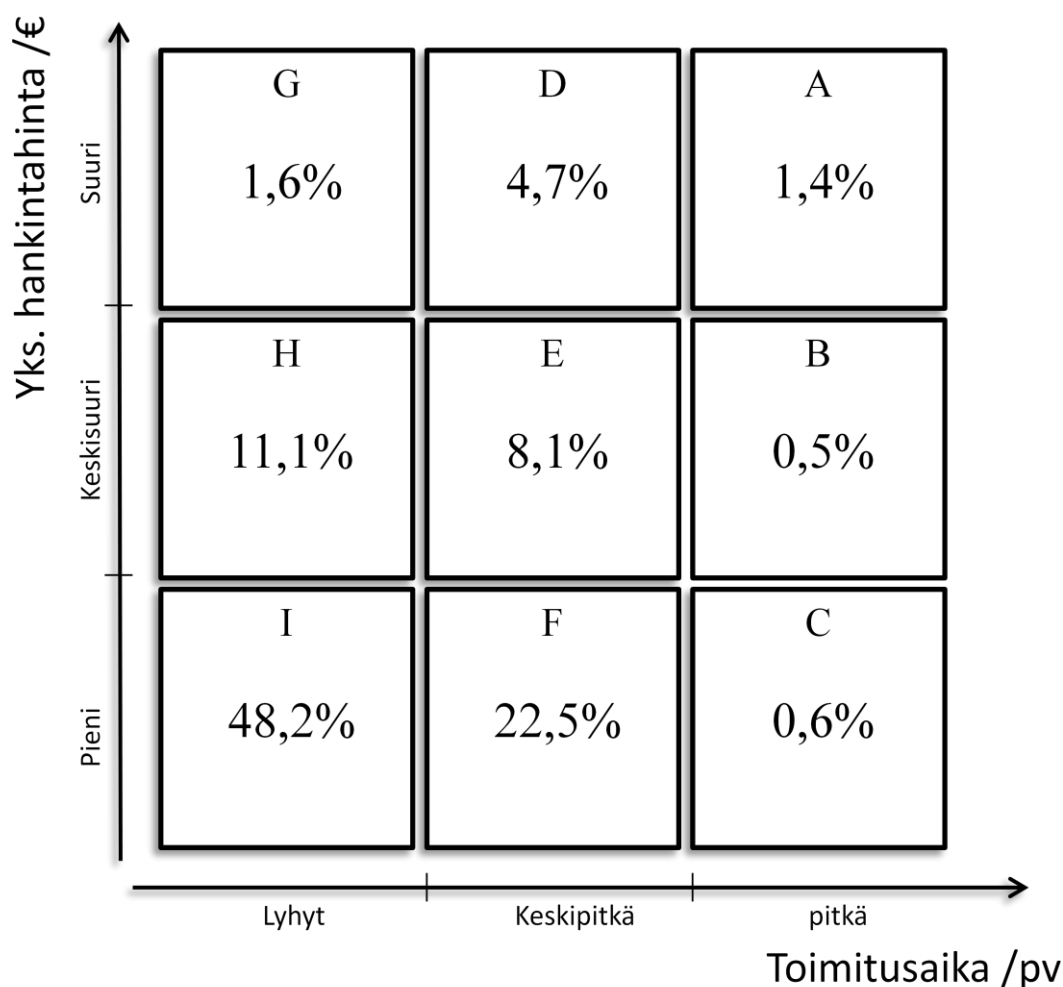 Yks. hankintahinta /€
Suuri
Keskisuuri
Pieni
G
1,6%
D
4,7%
A
1,4%
H
11,1%
E
8,1%
B
0,5%
I
48,2%
F
22,5%
C
0,6%
Lyhyt
Keskipitkä
pitkä
Toimitusaika /pv